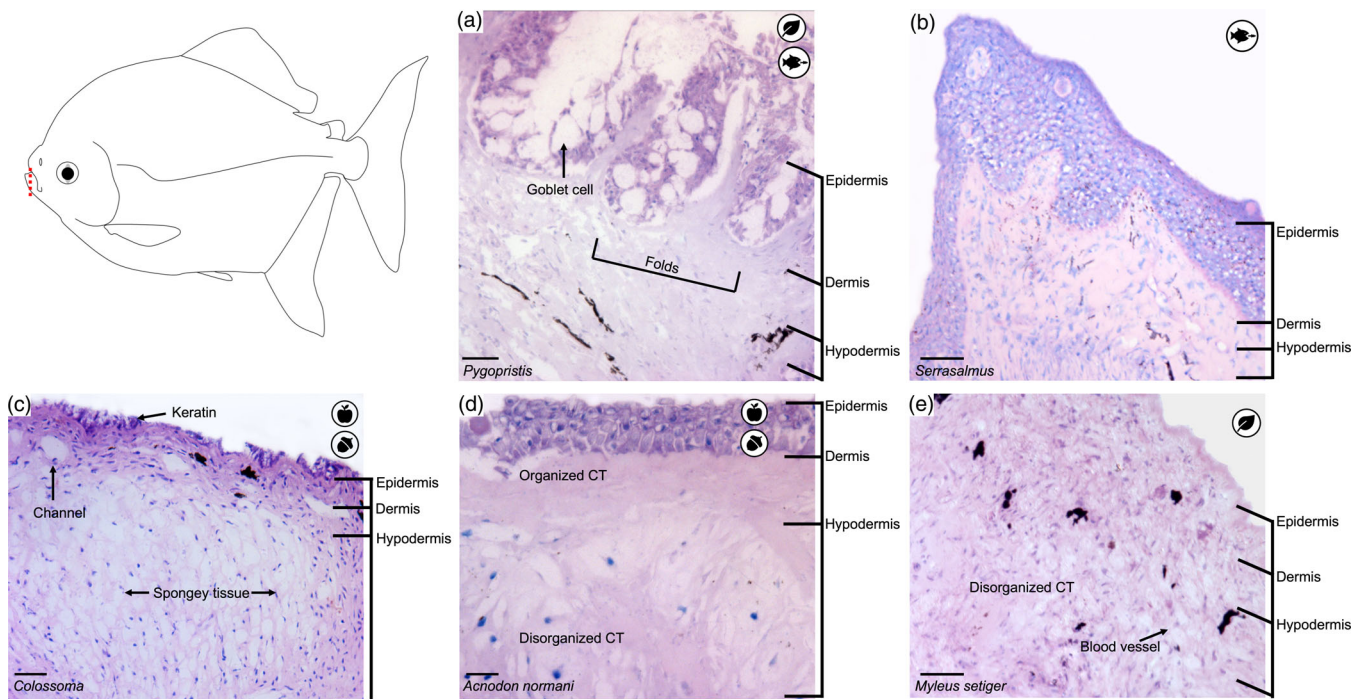 (a)
Goblet cell
Folds
Epidermis
Dermis
Hypodermis
Pygopristis
(b)
Epidermis
Dermis
Hypodermis
Serrasalmus
(c)
Keratin
Channel
Spongey tissue
Epidermis
Dermis
Hypodermis
Colossoma
(d)
Organized CT
Disorganized CT
Epidermis
Dermis
Hypodermis
Acnodon normani
(e)
Disorganized CT
Blood vessel
Epidermis
Dermis
Hypodermis
Myleus setiger